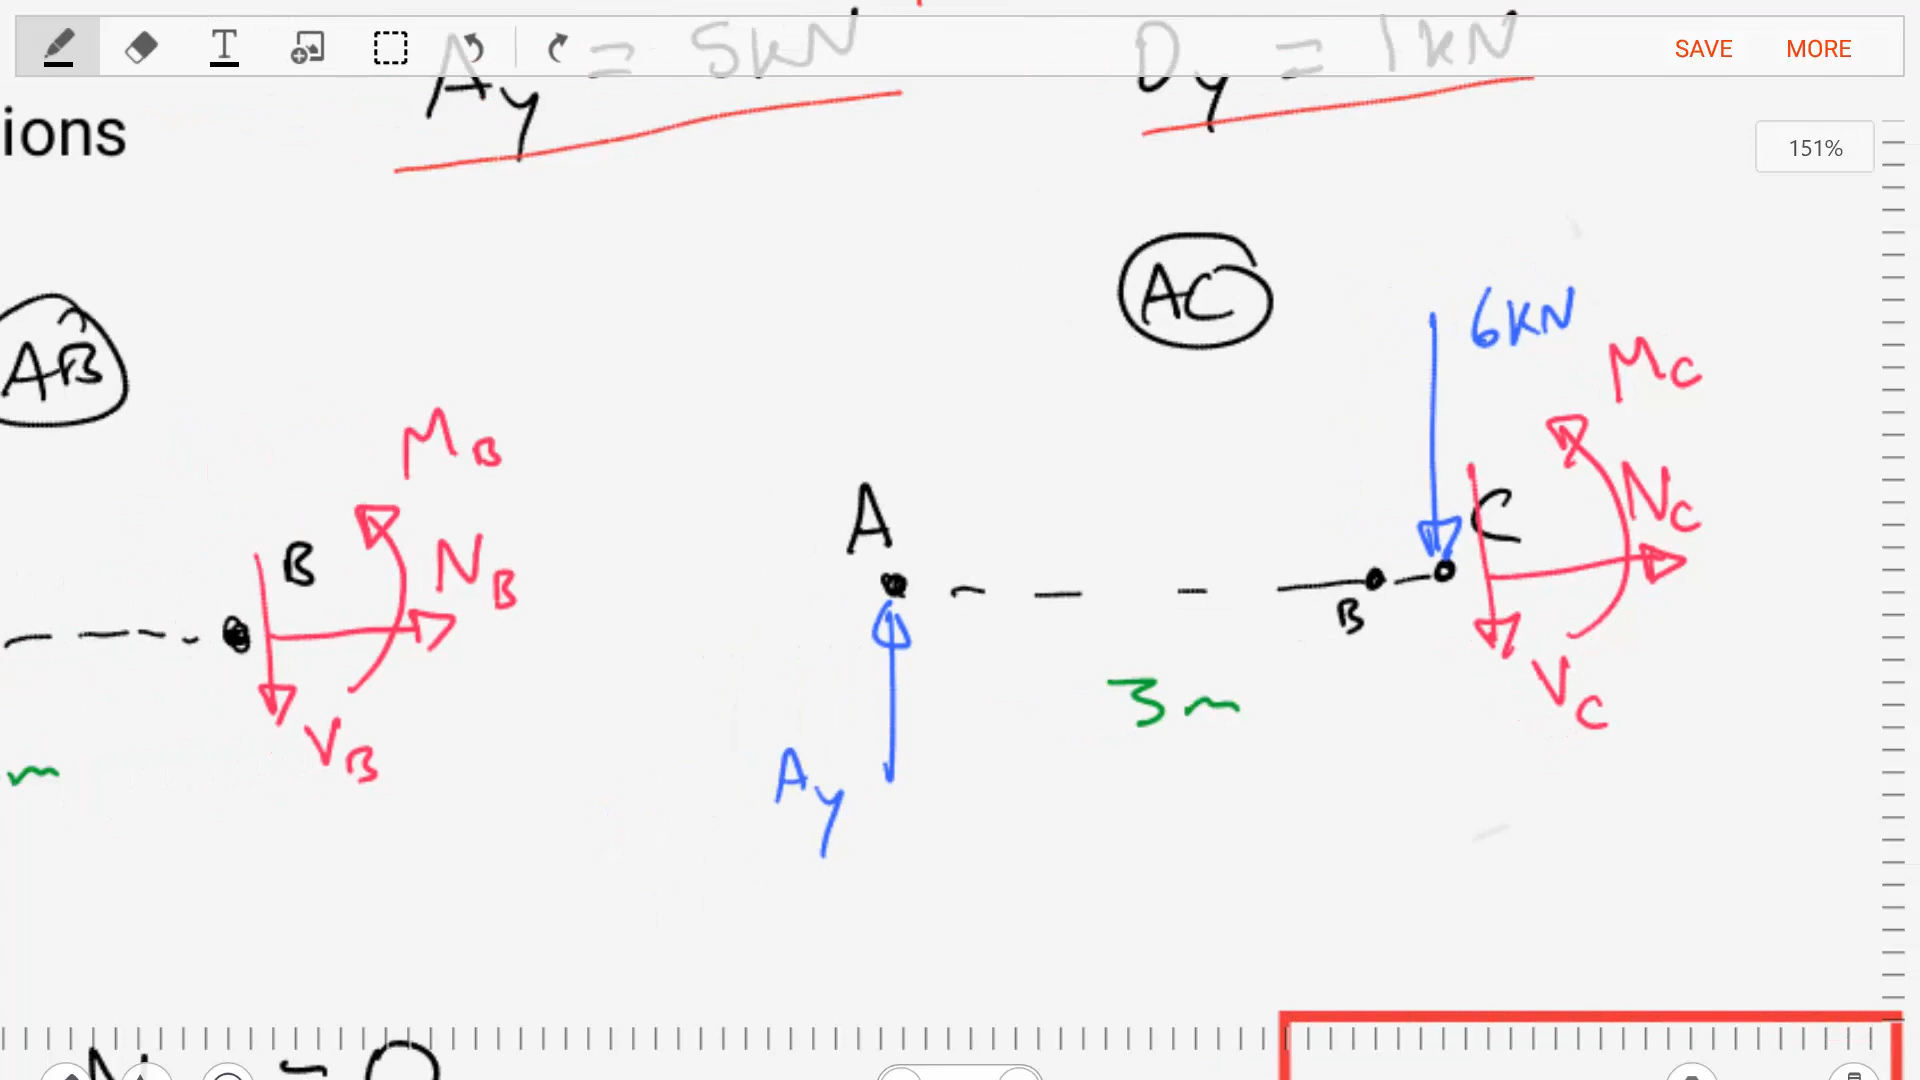 T SAVE MORE
Ay = 5kN
Dy = 1kN
ions
151%
AC
6kN
AB
MC
MB
NC
A
C
B
NB
B
3m
VC
VB
m
Ay
N = 0